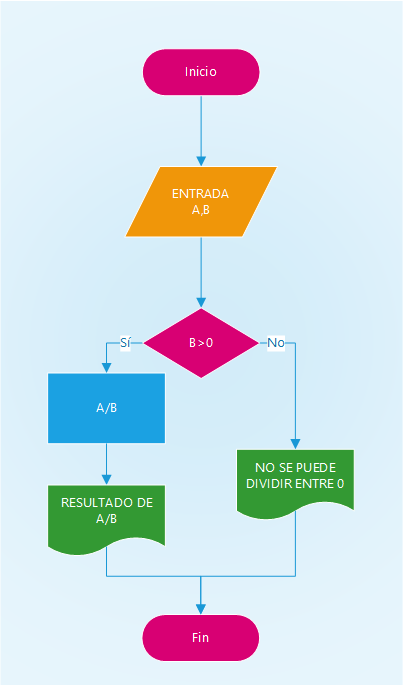 Inicio
ENTRADA
A,B
B>0
Sí
No
A/B
NO SE PUEDE
DIVIDIR ENTRE 0
RESULTADO DE
A/B
Fin